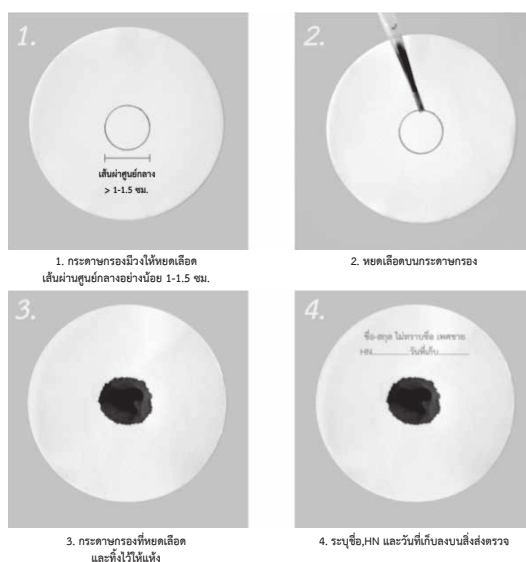 1.
เส้นผ่าศูนย์กลาง
> 1-1.5 ซม.
1. กระดาษกรองมีวงให้หยดเลือด
เส้นผ่านศูนย์กลางอย่างน้อย 1-1.5 ซม.
2.
2. หยดเลือดบนกระดาษกรอง
3.
3. กระดาษกรองที่หยดเลือด
และทิ้งไว้ให้แห้ง
4.
ชื่อ-สกุล ไม่ทราบชื่อ เพศชาย
HN...............วันที่เก็บ...............
4. ระบุชื่อ,HN และวันที่เก็บลงบนสิ่งส่งตรวจ